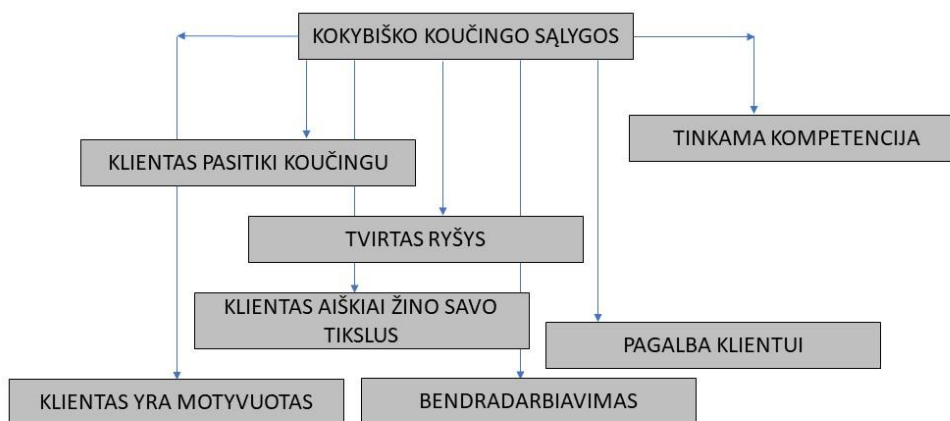 KOKYBIŠKO KOUČINGO SĄLYGOS
TINKAMA KOMPETENCIJA
KLIENTAS PASITIKI KOUČINGU
TVIRTAS RYŠYS
KLIENTAS AIŠKIAI ŽINO SAVO
TIKSLUS
PAGALBA KLIENTUI
KLIENTAS YRA MOTYVUOTAS
BENDRADARBIAVIMAS